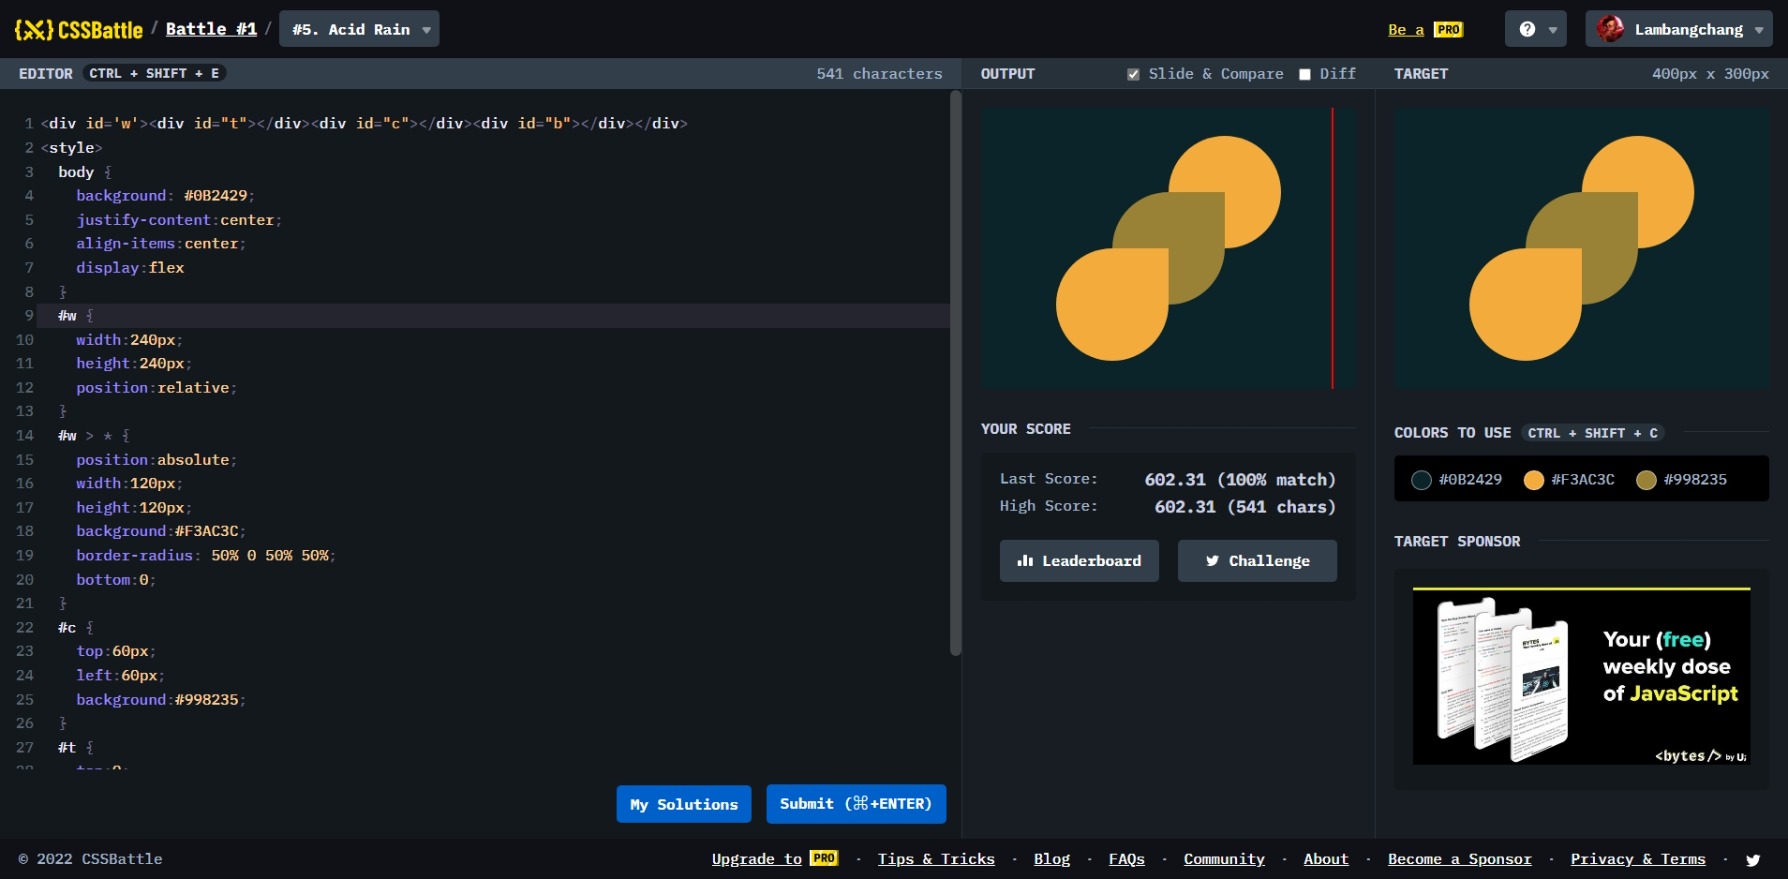 CSSBattle / Battle #1 / #5. Acid Rain
Be a PRO
? Lambangchang
EDITOR CTRL + SHIFT + E 541 characters
OUTPUT Slide & Compare Diff
TARGET 400px x 300px
1 <div id='w'><div id="t"></div><div id="c"></div><div id="b"></div></div>
2 <style>
3 body {
4 background: #0B2429;
5 justify-content:center;
6 align-items:center;
7 display:flex
8 }
9 #w {
10 width:240px;
11 height:240px;
12 position:relative;
13 }
14 #w > * {
15 position:absolute;
16 width:120px;
17 height:120px;
18 background:#F3AC3C;
19 border-radius: 50% 0 50% 50%;
20 bottom:0;
21 }
22 #c {
23 top:60px;
24 left:60px;
25 background:#998235;
26 }
27 #t {
My Solutions
Submit (⌘+ENTER)
YOUR SCORE
Last Score: 602.31 (100% match)
High Score: 602.31 (541 chars)
Leaderboard
Challenge
COLORS TO USE CTRL + SHIFT + C
#0B2429 #F3AC3C #998235
TARGET SPONSOR
Your (free)
weekly dose
of JavaScript
<bytes/> by U;
© 2022 CSSBattle
Upgrade to PRO · Tips & Tricks · Blog · FAQs · Community · About · Become a Sponsor · Privacy & Terms ·